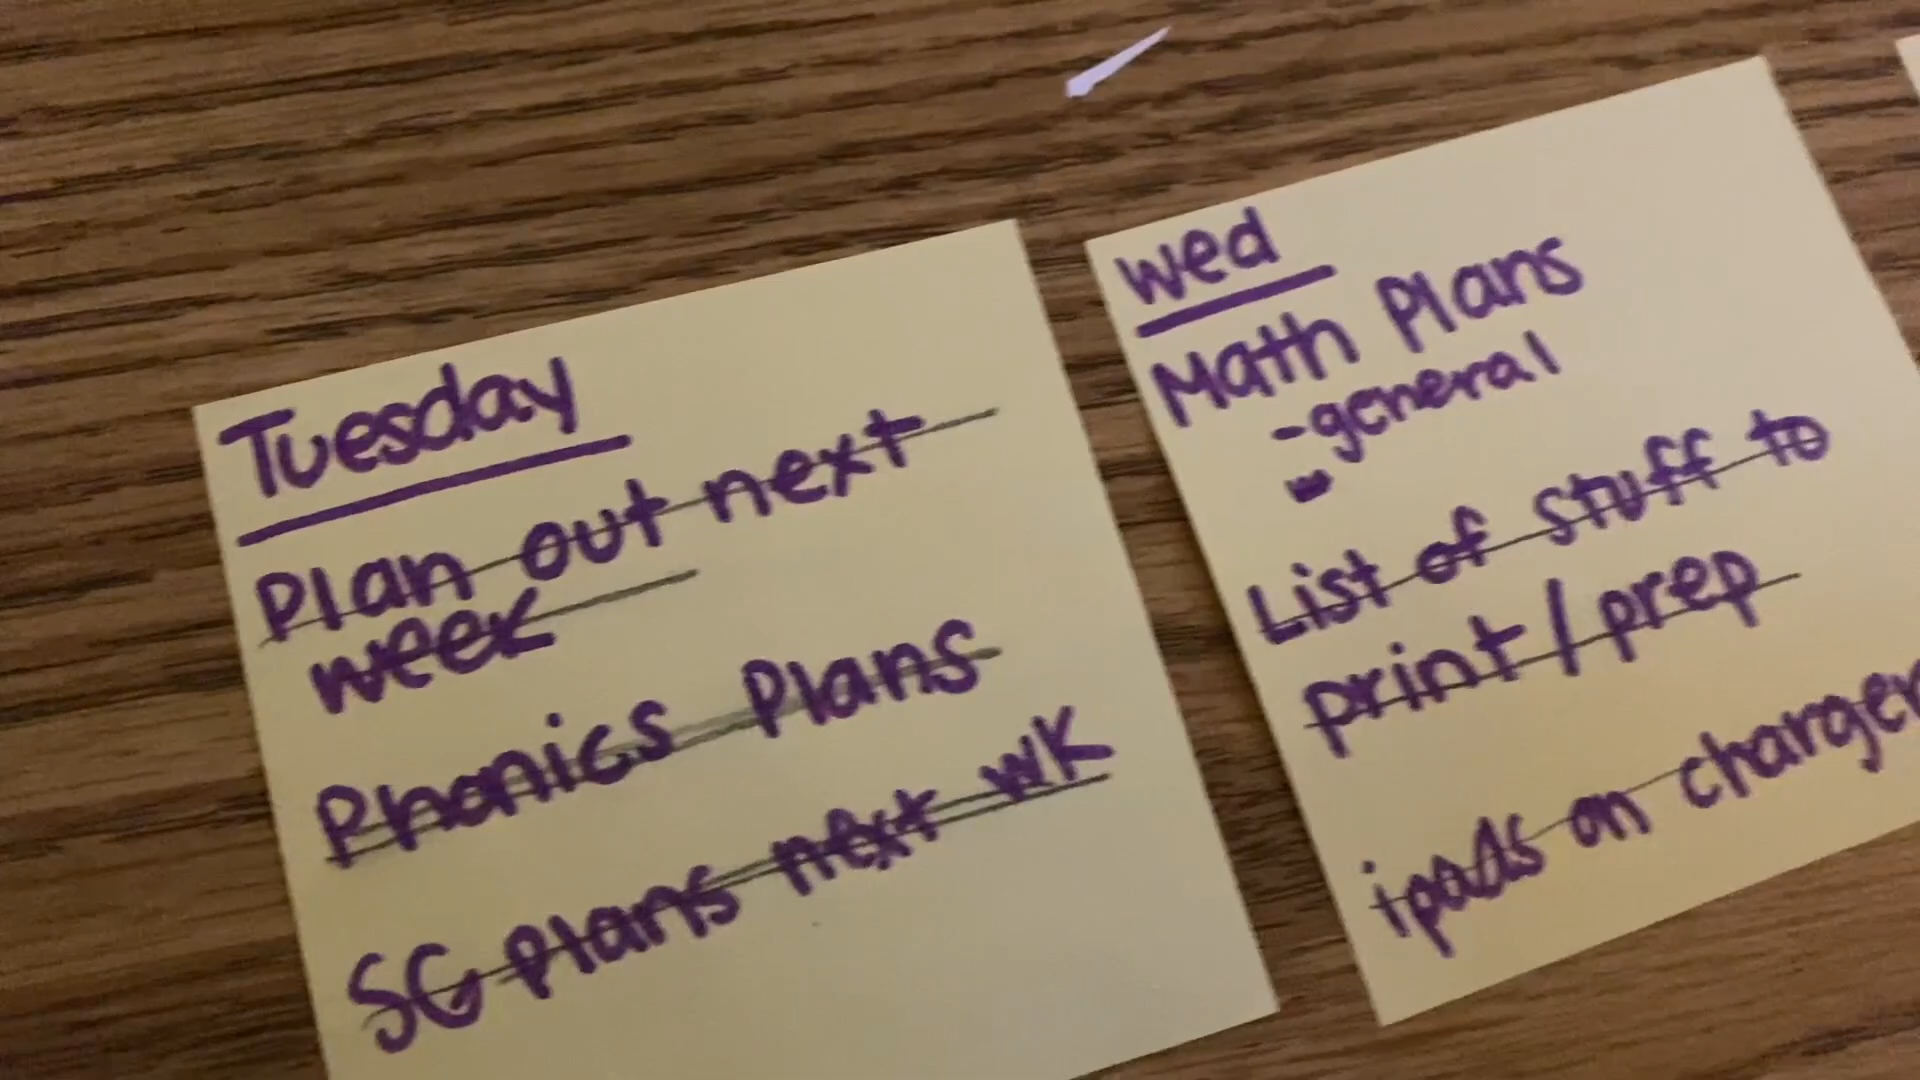 Tuesday
Plan out next
week
Phonics Plans
SG plans next WK
wed
Math Plans
-general
-
List of stuff to
print/prep
ipads on charger